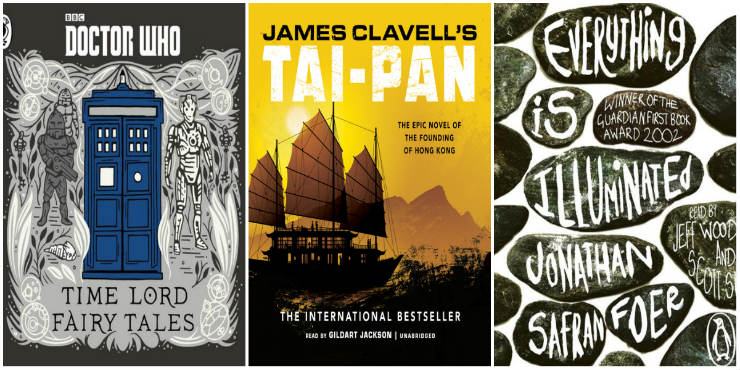 BBC
DOCTOR WHO
TIME LORD
FAIRY TALES
JAMES CLAVELL'S
TAI-PAN
THE EPIC NOVEL OF
THE FOUNDING
OF HONG KONG
THE INTERNATIONAL BESTSELLER
READ BY GILDART JACKSON | UNABRIDGED
EVERYTHING
iS
WINNER OF THE
GUARDIAN FIRST BOOK
AWARD 2002
ILLUMINATED
READ BY
JEFF WOOD
AND
SCOTT S
JONATHAN
SAFRAN
FOER